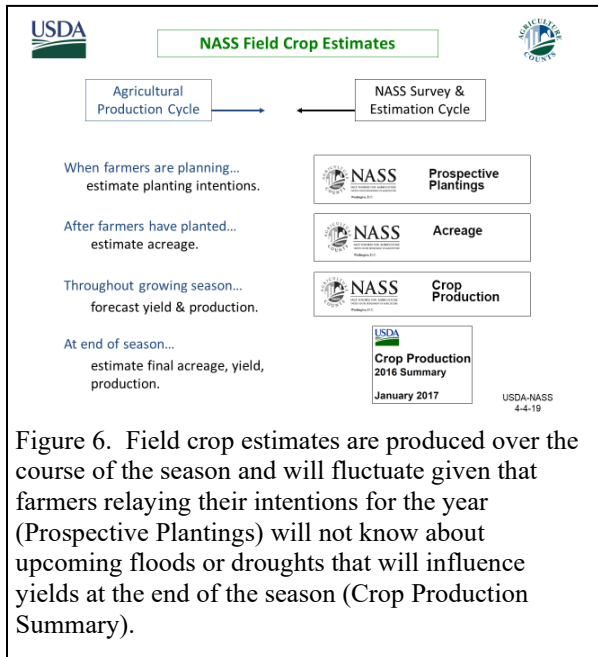 USDA
NASS Field Crop Estimates
AGRICULTURE COUNTS
Agricultural
Production Cycle
NASS Survey &
Estimation Cycle
When farmers are planning…
estimate planting intentions.
NASS
Prospective
Plantings
After farmers have planted…
estimate acreage.
NASS
Acreage
Throughout growing season…
forecast yield & production.
NASS
Crop
Production
At end of season…
estimate final acreage, yield,
production.
USDA
Crop Production
2016 Summary
January 2017
USDA-NASS
4-4-19
Figure 6.  Field crop estimates are produced over the
course of the season and will fluctuate given that
farmers relaying their intentions for the year
(Prospective Plantings) will not know about
upcoming floods or droughts that will influence
yields at the end of the season (Crop Production
Summary).